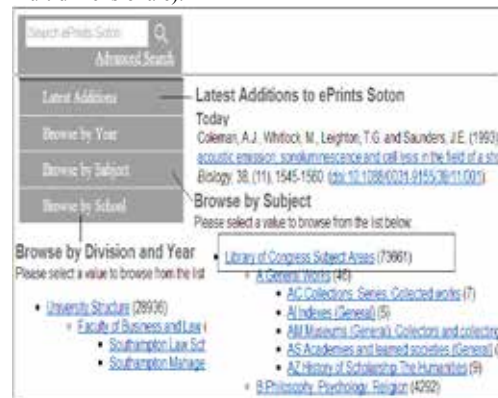 Search ePrints Soton
Advanced Search
Latest Additions
Browse by Year
Browse by Subject
Browse by School
Latest Additions to ePrints Soton
Today
Coleman, A.J., Whitlock, M., Leighton, T.G. and Saunders, J.E. (1993)
acoustic emission, sonoluminescence and cell lysis in the field of a sho
Biology, 38, (11), 1545-1560 (doi:10.1088/0031-9155/38/11/001)
Browse by Subject
Please select a value to browse from the list below
Library of Congress Subject Areas (73661)
A General Works (46)
AC Collections. Series. Collected works (7)
AI Indexes (General) (5)
AM Museums (General). Collectors and collecting
AS Academies and learned societies (General) (
AZ History of Scholarship The Humanities (9)
B Philosophy. Psychology. Religion (4292)
Browse by Division and Year
Please select a value to browse from the list
University Structure (28936)
Faculty of Business and Law (
Southampton Law Sch
Southampton Manage